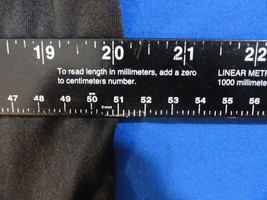 19 20 21 22
To read length in millimeters, add a zero
to centimeters number.
LINEAR METR
1000 millimete
47 48 49 50 51 52 53 54 55 56